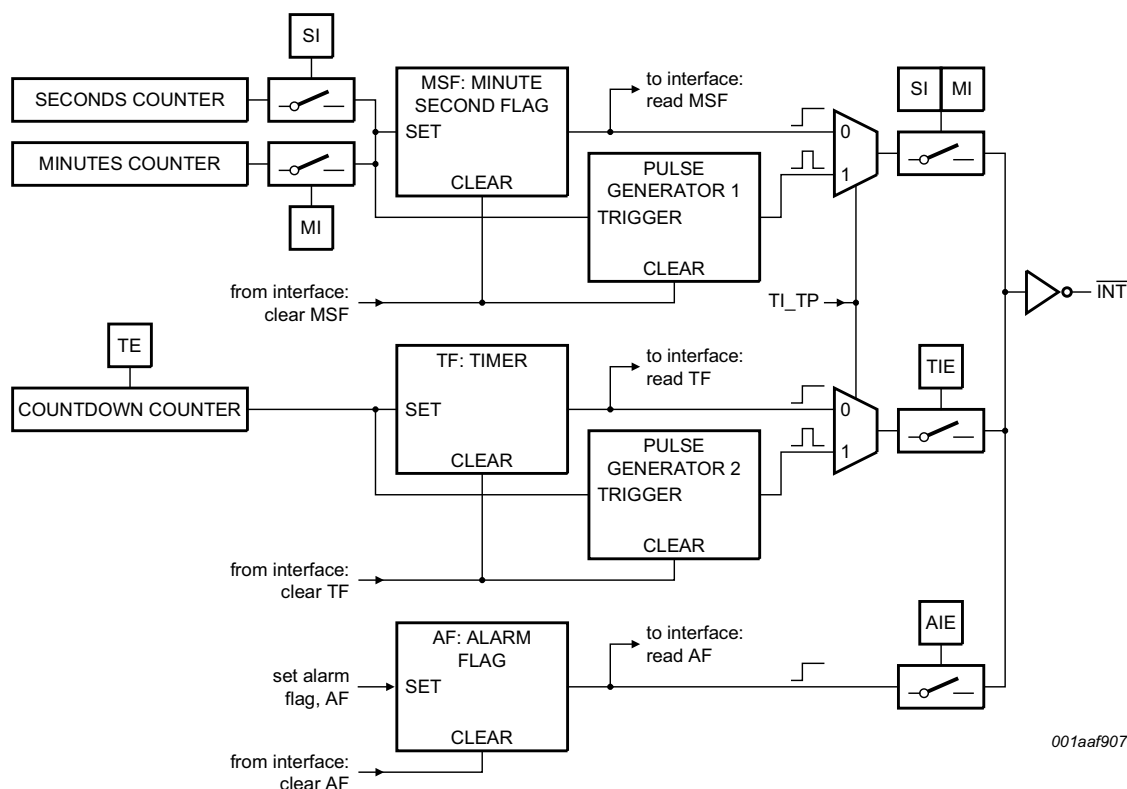 SI
SECONDS COUNTER
MINUTES COUNTER
MI
MSF: MINUTE
SECOND FLAG
SET
CLEAR
to interface:
read MSF
PULSE
GENERATOR 1
TRIGGER
CLEAR
from interface:
clear MSF
0
1
SI MI
TI_TP
INT
TE
COUNTDOWN COUNTER
TF: TIMER
SET
CLEAR
to interface:
read TF
PULSE
GENERATOR 2
TRIGGER
CLEAR
from interface:
clear TF
0
1
TIE
AF: ALARM
FLAG
set alarm
flag, AF
SET
CLEAR
to interface:
read AF
from interface:
clear AF
AIE
001aaf907